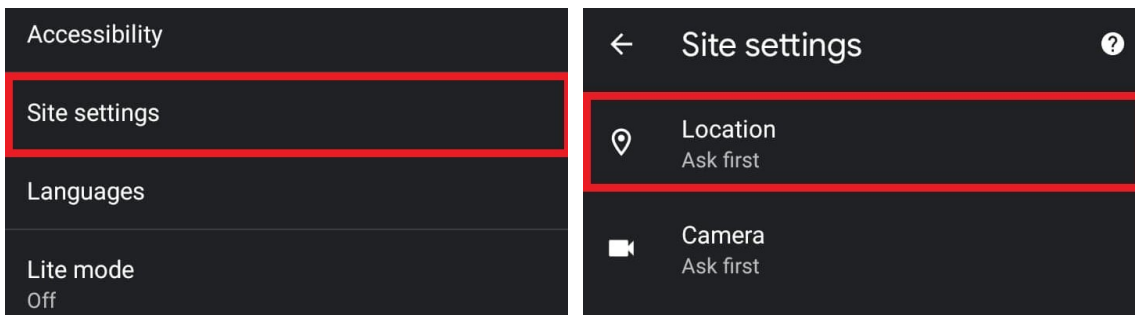 Accessibility
Site settings
Languages
Lite mode
Off
Site settings
Location
Ask first
Camera
Ask first